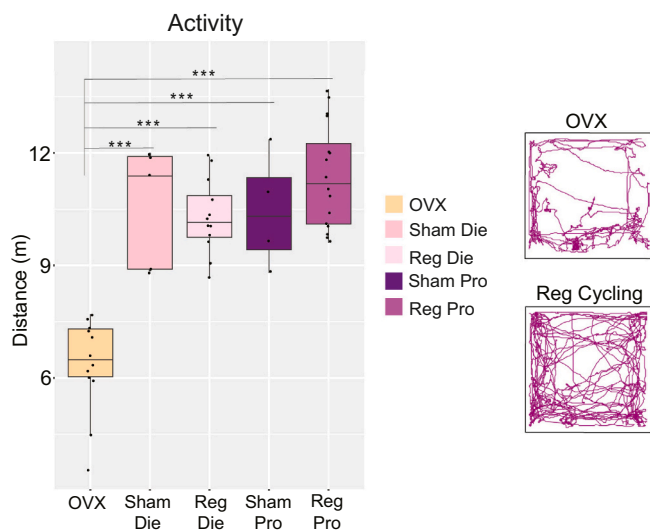 Activity
***
***
***
***
12
9
6
Distance (m)
OVX
Sham Die
Reg Die
Sham Pro
Reg Pro
OVX
Sham Die
Reg Die
Sham Pro
Reg Pro
OVX
Reg Cycling